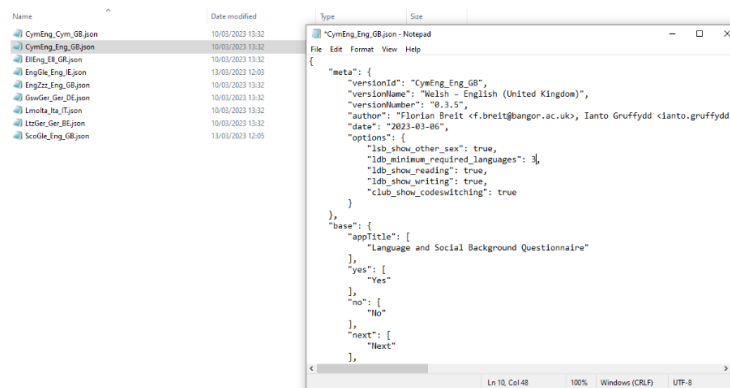 Name Date modified Type Size
CymEng_Cym_GB.json 10/03/2023 13:32
CymEng_Eng_GB.json 10/03/2023 13:32
EllEng_Ell_GR.json 10/03/2023 13:32
EngGle_Eng_IE.json 13/03/2023 12:03
EngZzz_Eng_GB.json 10/03/2023 13:32
GswGer_Ger_DE.json 10/03/2023 13:32
LmoIta_Ita_IT.json 10/03/2023 13:32
LtzGer_Ger_BE.json 10/03/2023 13:32
ScoGle_Eng_GB.json 13/03/2023 12:05
*CymEng_Eng_GB.json - Notepad
File Edit Format View Help
{
"meta": {
"versionId": "CymEng_Eng_GB",
"versionName": "Welsh – English (United Kingdom)",
"versionNumber": "0.3.5",
"author": "Florian Breit <f.breit@bangor.ac.uk>, Ianto Gruffydd <ianto.gruffydd
"date": "2023-03-06",
"options": {
"lsb_show_other_sex": true,
"ldb_minimum_required_languages": 3,
"ldb_show_reading": true,
"ldb_show_writing": true,
"club_show_codeswitching": true
}
},
"base": {
"appTitle": [
"Language and Social Background Questionnaire"
],
"yes": [
"Yes"
],
"no": [
"No"
],
"next": [
"Next"
],
Ln 10, Col 48 100% Windows (CRLF) UTF-8